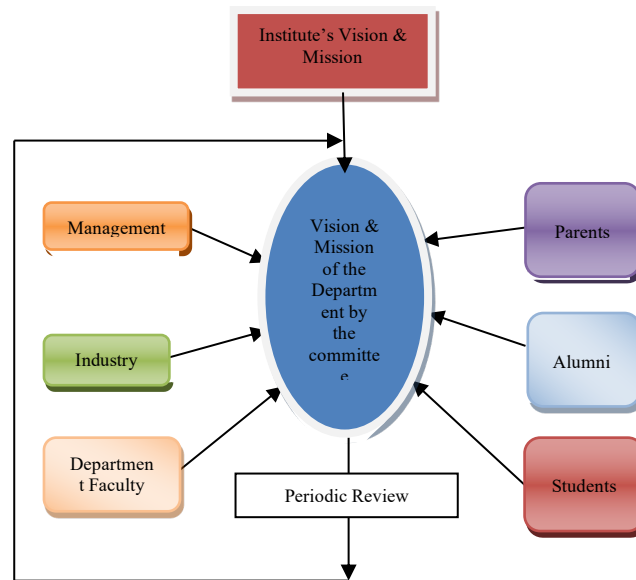 Institute's Vision &
Mission
Management
Parents
Vision &
Mission
of the
Departm
ent by
the
committe
e
Industry
Alumni
Departmen
t Faculty
Students
Periodic Review